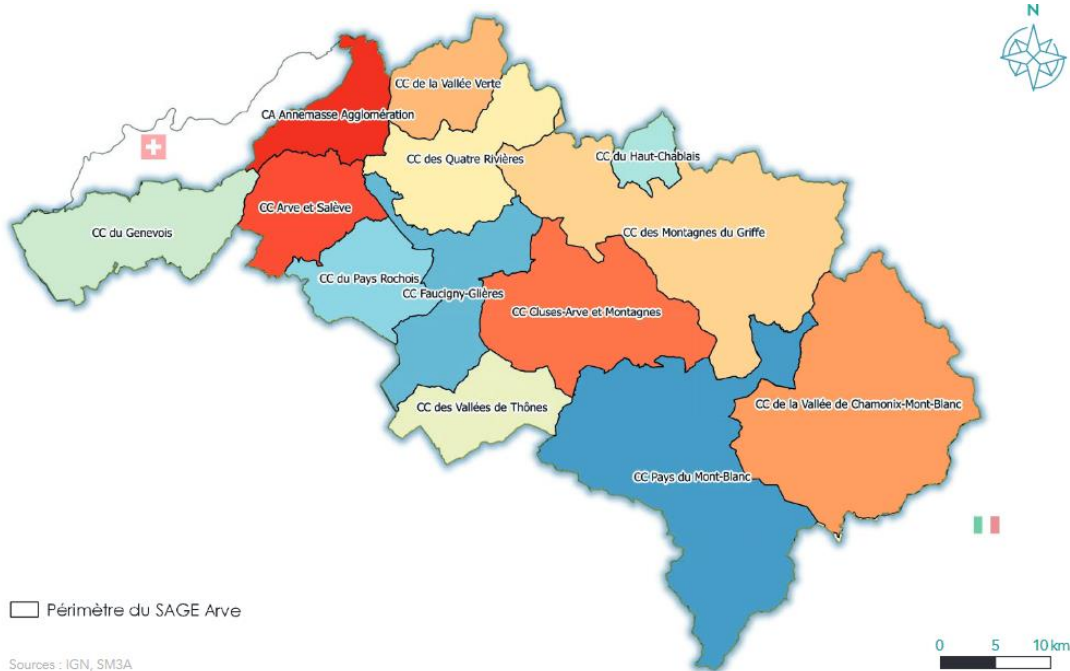 N
CC de la Vallée Verte
CA Annemasse Agglomération
CC des Quatre Rivières
CC du Haut-Chablais
CC Arve et Salève
CC du Genevois
CC des Montagnes du Griffe
CC du Pays Rochois
CC Faucigny-Glières
CC Cluses-Arve et Montagnes
CC des Vallées de Thônes
CC de la Vallée de Chamonix-Mont-Blanc
CC Pays du Mont-Blanc
Périmètre du SAGE Arve
0 5 10 km
Sources : IGN, SM3A